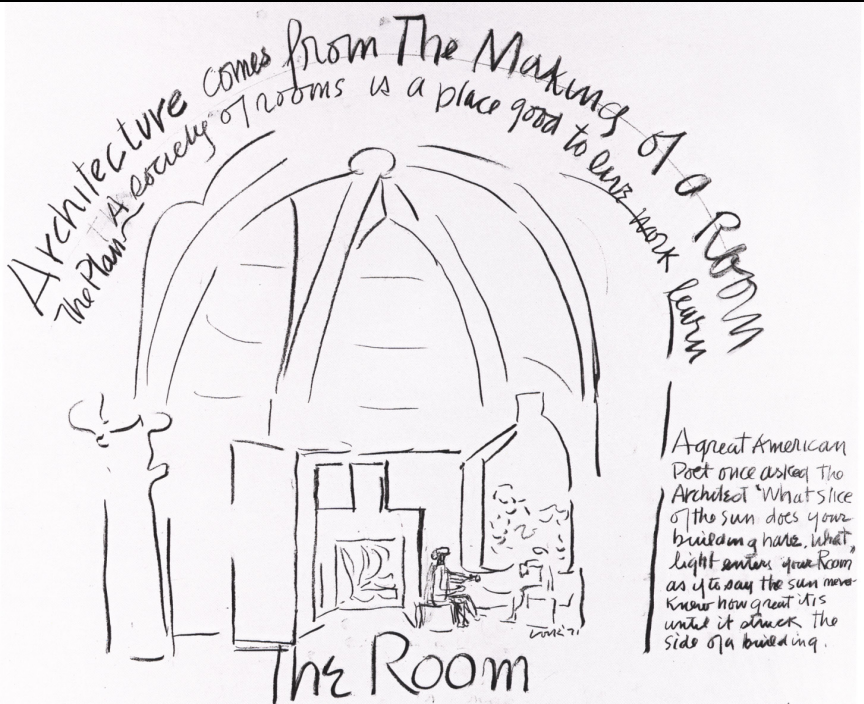 Architecture comes from The Making of a Room
The Plan – A society of rooms is a place good to live work learn
A great American
Poet once asked the
Architect "What slice
of the sun does your
building have. What
light enters your Room"
as if to say the sun never
knew how great it is
until it struck the
side of a building.
The Room